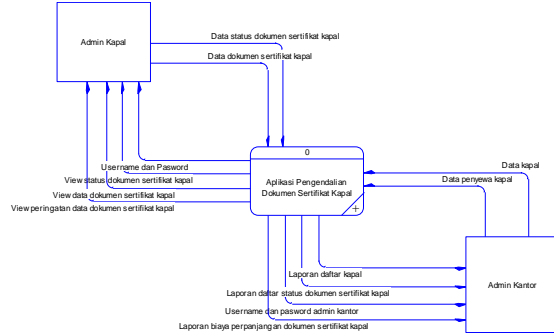 Admin Kapal
Data status dokumen sertifikat kapal
Data dokumen sertifikat kapal
0
Aplikasi Pengendalian
Dokumen Sertifikat Kapal
+
Username dan Pasword
View status dokumen sertifikat kapal
View data dokumen sertifikat kapal
View peringatan data dokumen sertifikat kapal
Data kapal
Data penyewa kapal
Admin Kantor
Laporan daftar kapal
Laporan daftar status dokumen sertifikat kapal
Username dan pasword admin kantor
Laporan biaya perpanjangan dokumen sertifikat kapal